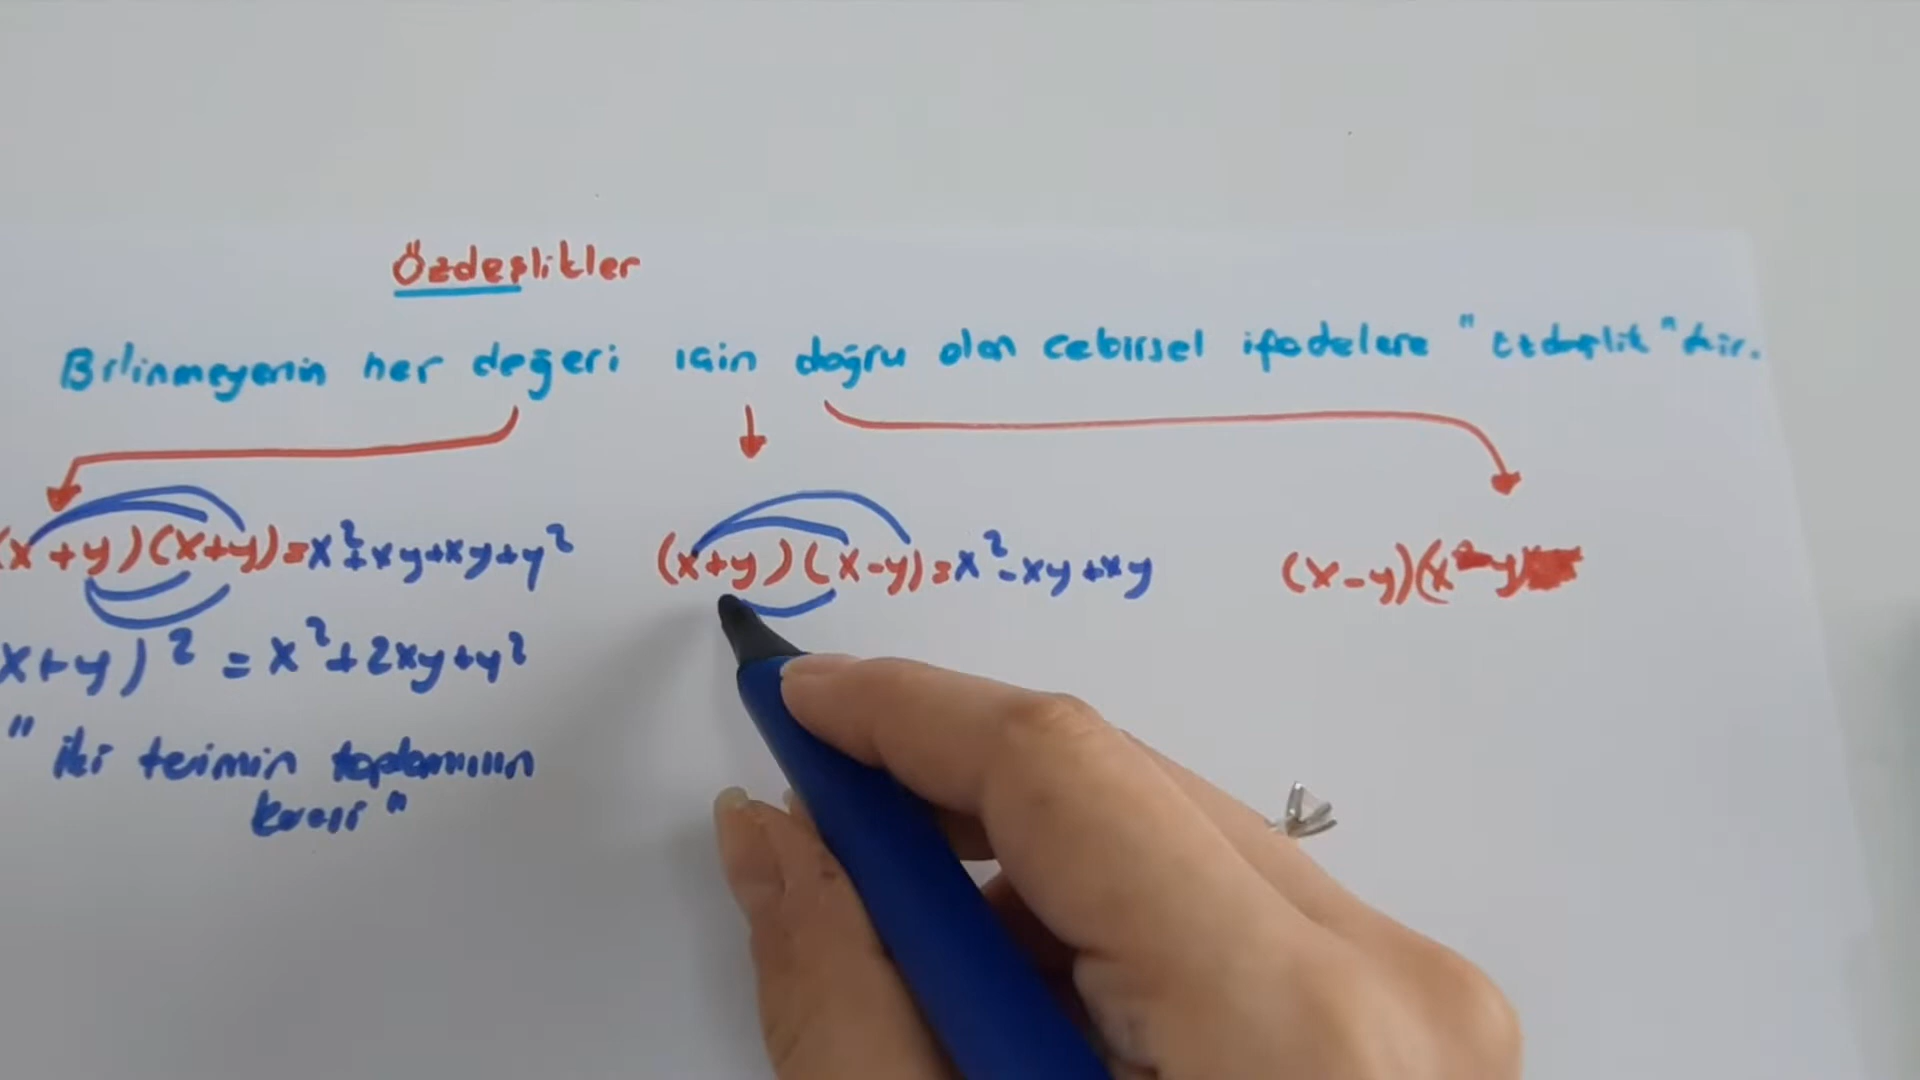 Özdeşlikler
Bilinmeyenin her değeri için doğru olan cebirsel ifadelere "özdeşlik" dir.
(x+y)(x+y)=x²+xy+xy+y²
x+y)²=x²+2xy+y²
"iki terimin toplamının
karesi"
(x+y)(x-y)=x²-xy+xy
(x-y)(x-y)